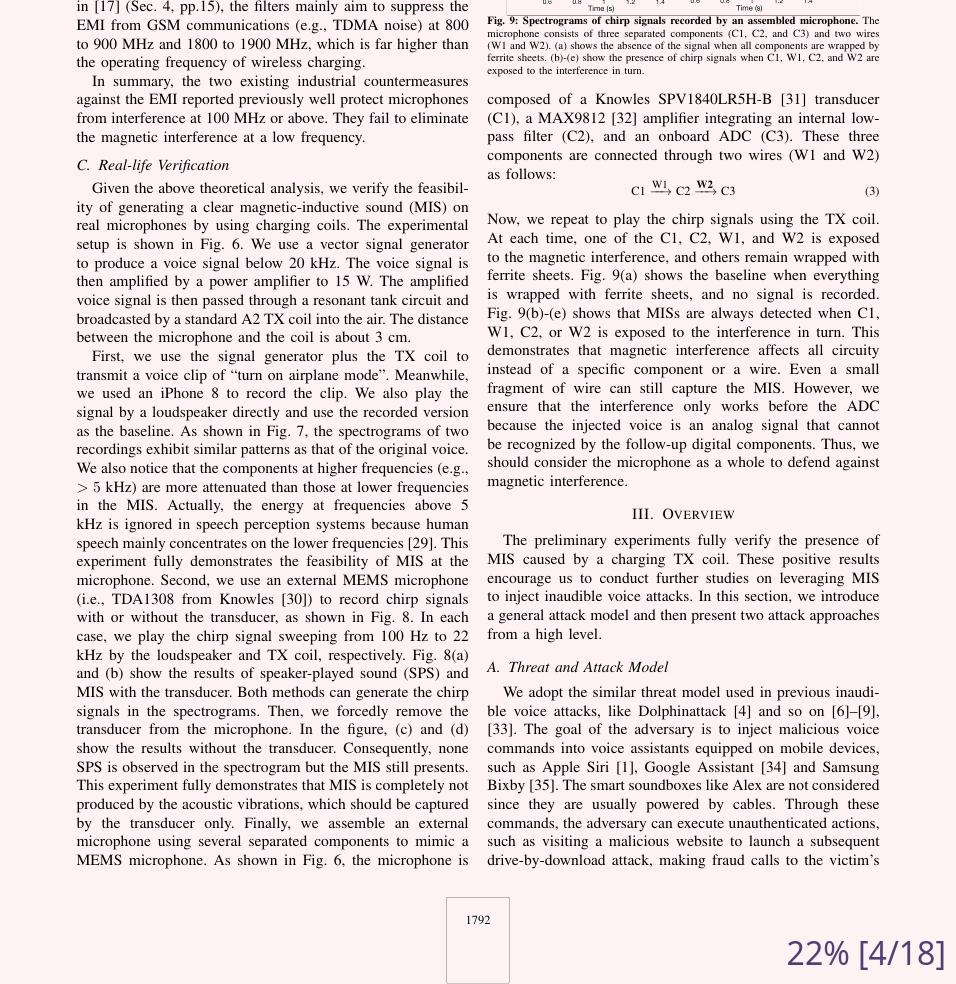 in [17] (Sec. 4, pp.15), the filters mainly aim to suppress the
EMI from GSM communications (e.g., TDMA noise) at 800
to 900 MHz and 1800 to 1900 MHz, which is far higher than
the operating frequency of wireless charging.
In summary, the two existing industrial countermeasures
against the EMI reported previously well protect microphones
from interference at 100 MHz or above. They fail to eliminate
the magnetic interference at a low frequency.
C. Real-life Verification
Given the above theoretical analysis, we verify the feasibil-
ity of generating a clear magnetic-inductive sound (MIS) on
real microphones by using charging coils. The experimental
setup is shown in Fig. 6. We use a vector signal generator
to produce a voice signal below 20 kHz. The voice signal is
then amplified by a power amplifier to 15 W. The amplified
voice signal is then passed through a resonant tank circuit and
broadcasted by a standard A2 TX coil into the air. The distance
between the microphone and the coil is about 3 cm.
First, we use the signal generator plus the TX coil to
transmit a voice clip of “turn on airplane mode”. Meanwhile,
we used an iPhone 8 to record the clip. We also play the
signal by a loudspeaker directly and use the recorded version
as the baseline. As shown in Fig. 7, the spectrograms of two
recordings exhibit similar patterns as that of the original voice.
We also notice that the components at higher frequencies (e.g.,
> 5 kHz) are more attenuated than those at lower frequencies
in the MIS. Actually, the energy at frequencies above 5
kHz is ignored in speech perception systems because human
speech mainly concentrates on the lower frequencies [29]. This
experiment fully demonstrates the feasibility of MIS at the
microphone. Second, we use an external MEMS microphone
(i.e., TDA1308 from Knowles [30]) to record chirp signals
with or without the transducer, as shown in Fig. 8. In each
case, we play the chirp signal sweeping from 100 Hz to 22
kHz by the loudspeaker and TX coil, respectively. Fig. 8(a)
and (b) show the results of speaker-played sound (SPS) and
MIS with the transducer. Both methods can generate the chirp
signals in the spectrograms. Then, we forcedly remove the
transducer from the microphone. In the figure, (c) and (d)
show the results without the transducer. Consequently, none
SPS is observed in the spectrogram but the MIS still presents.
This experiment fully demonstrates that MIS is completely not
produced by the acoustic vibrations, which should be captured
by the transducer only. Finally, we assemble an external
microphone using several separated components to mimic a
MEMS microphone. As shown in Fig. 6, the microphone is
0.6 0.8 1 1.2 1.4 0.6 0.8 1 1.2 1.4
Time (s) Time (s)
Fig. 9: Spectrograms of chirp signals recorded by an assembled microphone. The
microphone consists of three separated components (C1, C2, and C3) and two wires
(W1 and W2). (a) shows the absence of the signal when all components are wrapped by
ferrite sheets. (b)-(e) show the presence of chirp signals when C1, W1, C2, and W2 are
exposed to the interference in turn.
composed of a Knowles SPV1840LR5H-B [31] transducer
(C1), a MAX9812 [32] amplifier integrating an internal low-
pass filter (C2), and an onboard ADC (C3). These three
components are connected through two wires (W1 and W2)
as follows:
C1 W1⟶ C2 W2⟶ C3 (3)
Now, we repeat to play the chirp signals using the TX coil.
At each time, one of the C1, C2, W1, and W2 is exposed
to the magnetic interference, and others remain wrapped with
ferrite sheets. Fig. 9(a) shows the baseline when everything
is wrapped with ferrite sheets, and no signal is recorded.
Fig. 9(b)-(e) shows that MISs are always detected when C1,
W1, C2, or W2 is exposed to the interference in turn. This
demonstrates that magnetic interference affects all circuity
instead of a specific component or a wire. Even a small
fragment of wire can still capture the MIS. However, we
ensure that the interference only works before the ADC
because the injected voice is an analog signal that cannot
be recognized by the follow-up digital components. Thus, we
should consider the microphone as a whole to defend against
magnetic interference.
III. OVERVIEW
The preliminary experiments fully verify the presence of
MIS caused by a charging TX coil. These positive results
encourage us to conduct further studies on leveraging MIS
to inject inaudible voice attacks. In this section, we introduce
a general attack model and then present two attack approaches
from a high level.
A. Threat and Attack Model
We adopt the similar threat model used in previous inaudi-
ble voice attacks, like Dolphinattack [4] and so on [6]–[9],
[33]. The goal of the adversary is to inject malicious voice
commands into voice assistants equipped on mobile devices,
such as Apple Siri [1], Google Assistant [34] and Samsung
Bixby [35]. The smart soundboxes like Alex are not considered
since they are usually powered by cables. Through these
commands, the adversary can execute unauthenticated actions,
such as visiting a malicious website to launch a subsequent
drive-by-download attack, making fraud calls to the victim’s
1792
22% [4/18]